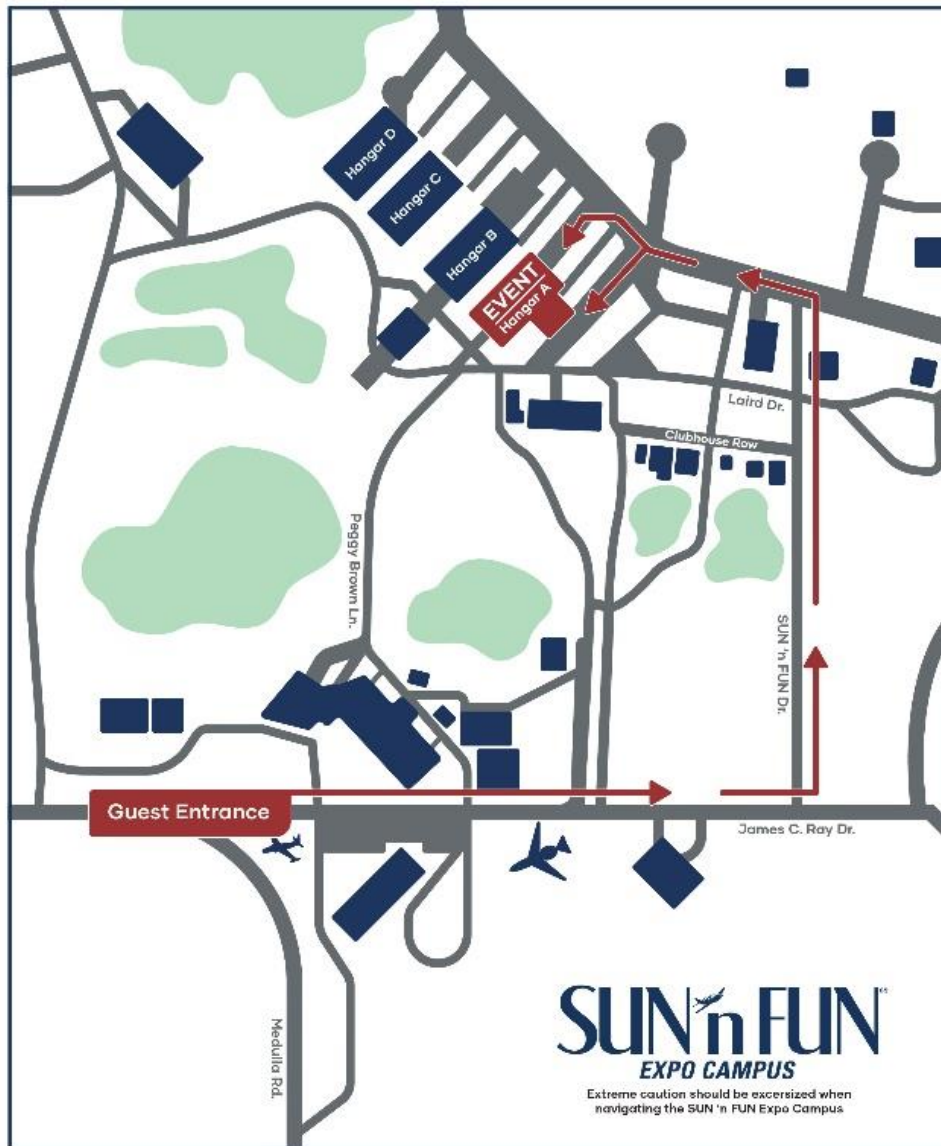 Hangar D
Hangar C
Hangar B
EVENT
Hangar A
Laird Dr.
Clubhouse Row
Peggy Brown Ln.
SUN 'n FUN Dr.
Guest Entrance
James C. Ray Dr.
Medulla Rd.
SUN 'n FUN®
EXPO CAMPUS
Extreme caution should be excersized when
navigating the SUN 'n FUN Expo Campus